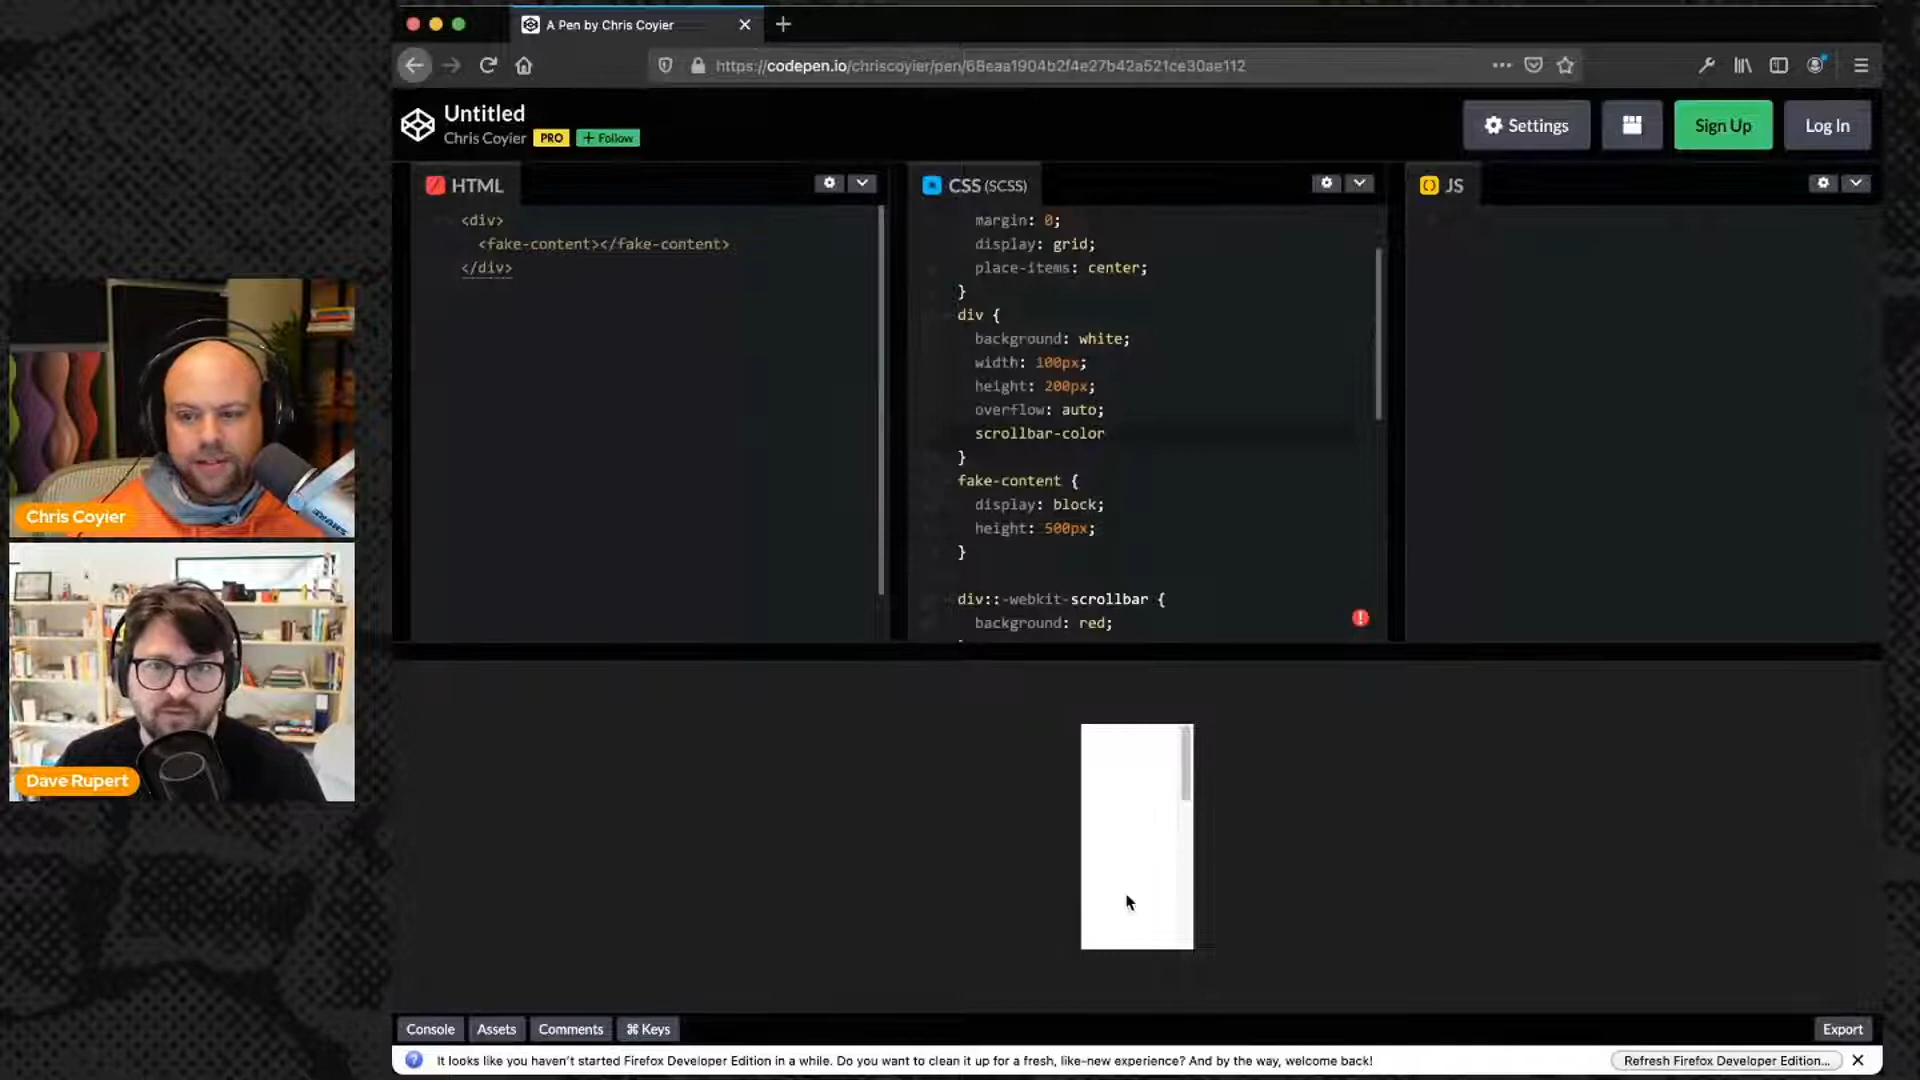 A Pen by Chris Coyier
https://codepen.io/chriscoyier/pen/68eaa1904b2f4e27b42a521ce30ae112
Untitled
Chris Coyier PRO + Follow
Settings
Sign Up
Log In
HTML
<div>
<fake-content></fake-content>
</div>
CSS (SCSS)
margin: 0;
display: grid;
place-items: center;
}
div {
background: white;
width: 100px;
height: 200px;
overflow: auto;
scrollbar-color
}
fake-content {
display: block;
height: 500px;
}
div::-webkit-scrollbar {
background: red;
JS
Chris Coyier
Dave Rupert
Console
Assets
Comments
⌘ Keys
Export
It looks like you haven't started Firefox Developer Edition in a while. Do you want to clean it up for a fresh, like-new experience? And by the way, welcome back!
Refresh Firefox Developer Edition...